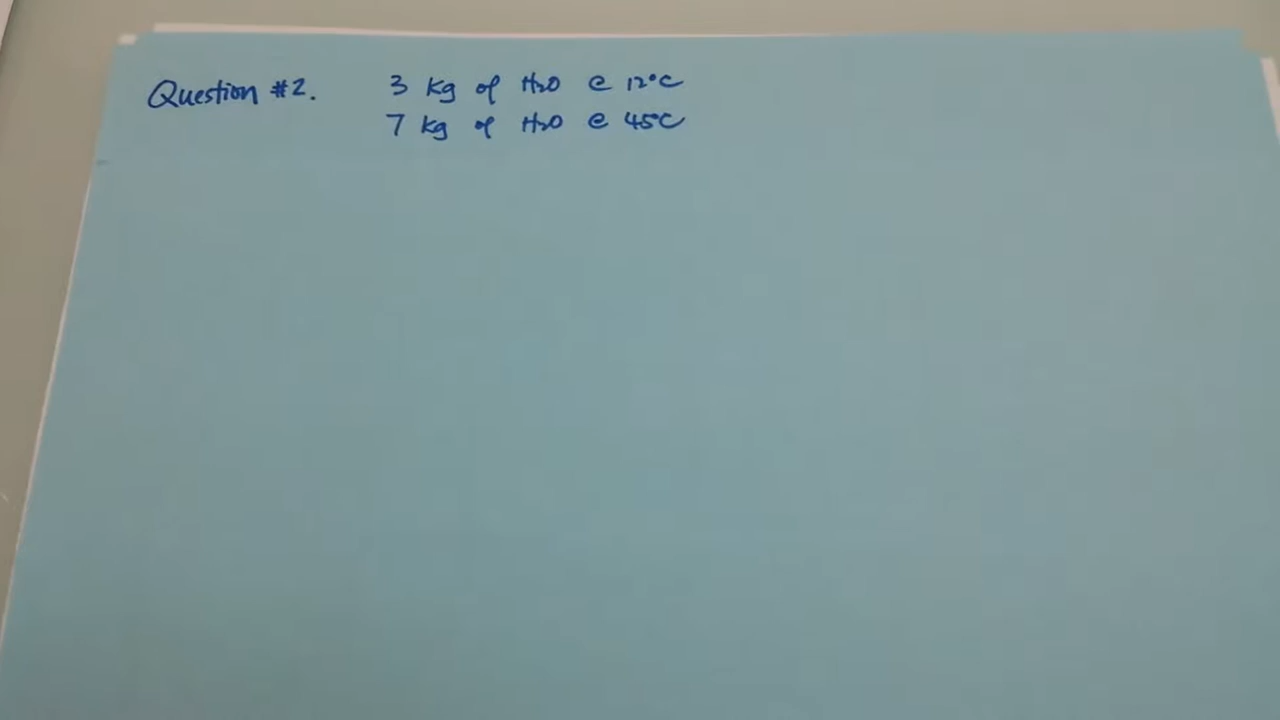 Question #2. 3 kg of H2O @ 12°C
7 kg of H2O @ 45°C